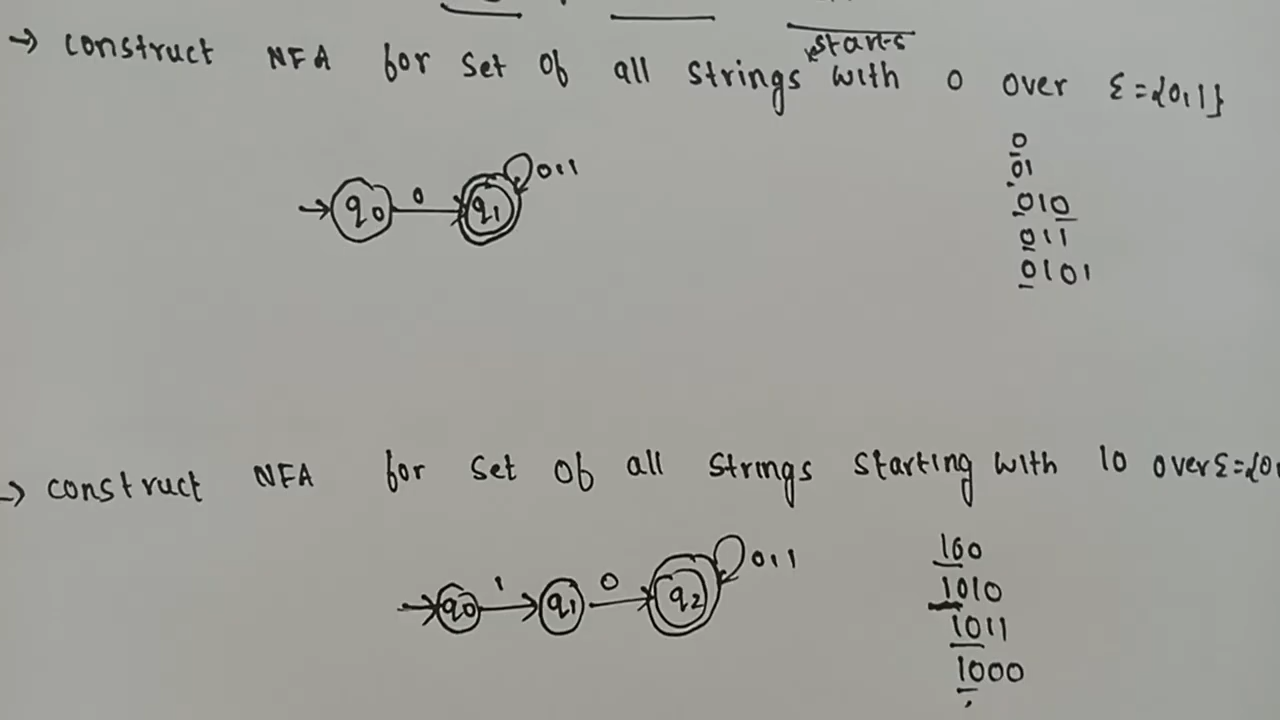 starts
→ construct NFA for set of all strings with 0 over Σ={0,1}
0
01
010
011
0101
→ q0 0 q1 0,1
→ construct NFA for set of all strings starting with 10 over Σ={0,
100
1010
1011
1000
→ q0 1 q1 0 q2 0,1